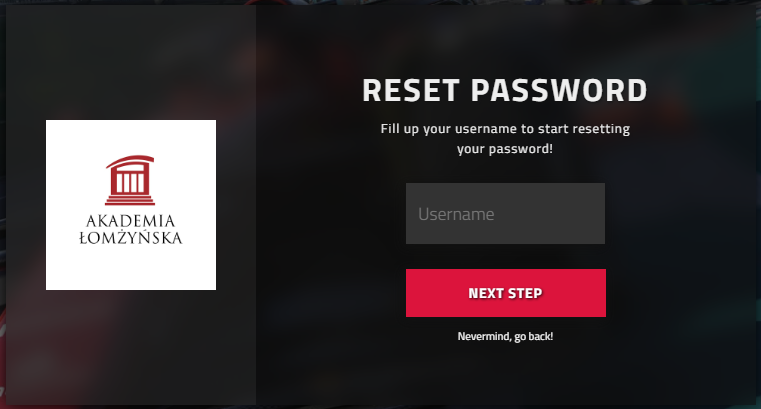 RESET PASSWORD
Fill up your username to start resetting
your password!
AKADEMIA
ŁOMŻYŃSKA
Username
NEXT STEP
Nevermind, go back!